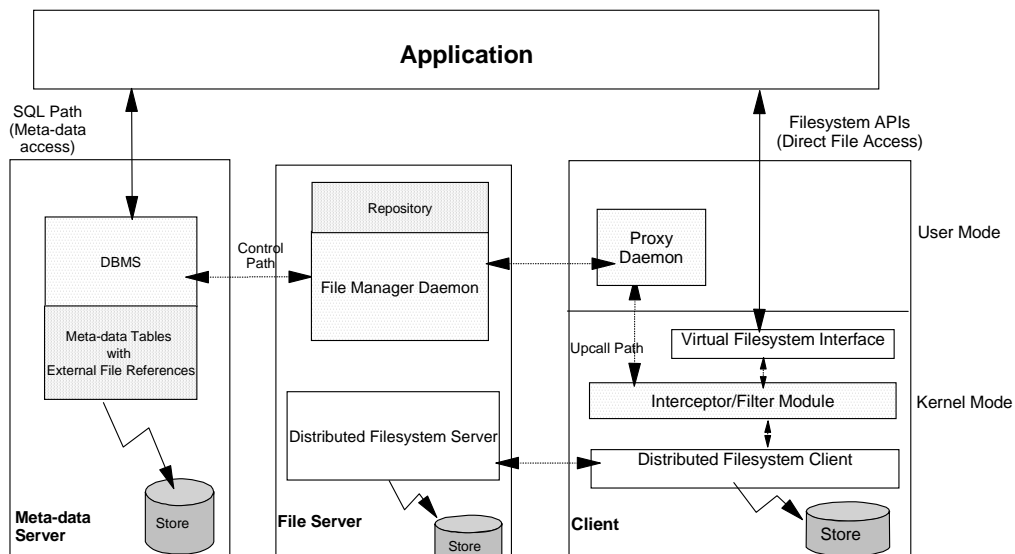 Application
SQL Path
(Meta-data
access)
Filesystem APIs
(Direct File Access)
DBMS
Meta-data Tables
with
External File References
Store
Meta-data
Server
Control
Path
Repository
File Manager Daemon
Distributed Filesystem Server
Store
File Server
Proxy
Daemon
User Mode
Upcall Path
Virtual Filesystem Interface
Interceptor/Filter Module
Kernel Mode
Distributed Filesystem Client
Store
Client